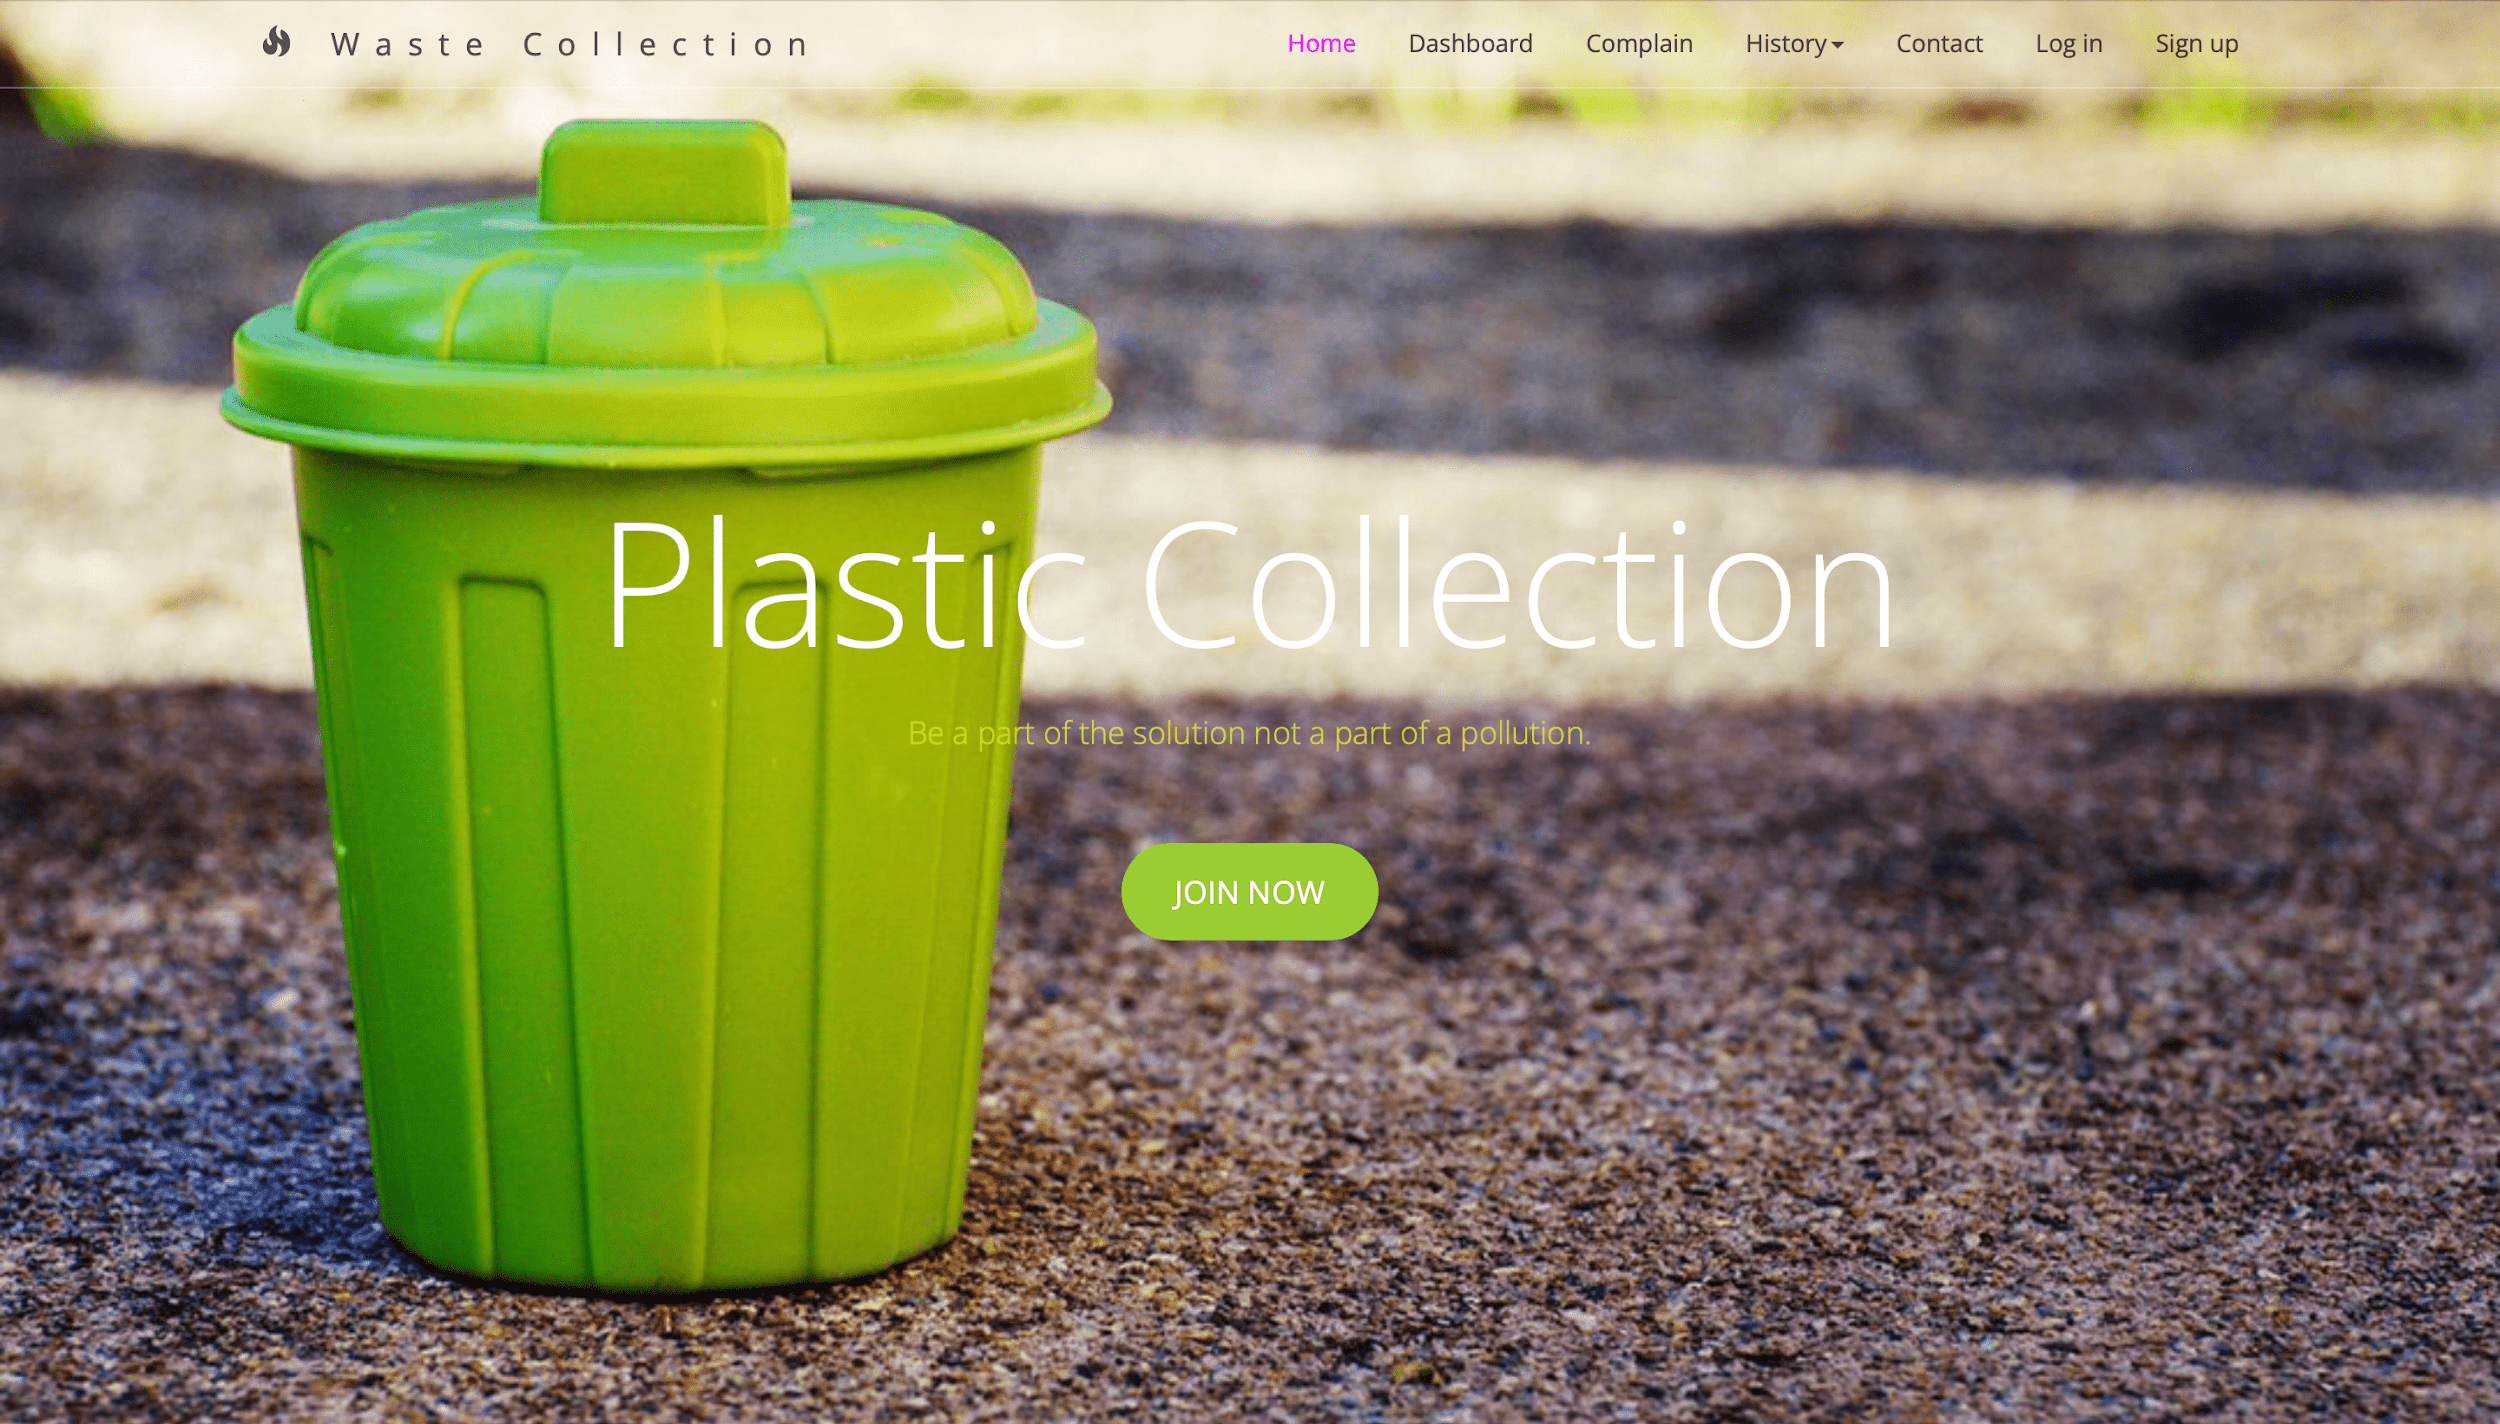 Waste Collection
Home Dashboard Complain History Contact Log in Sign up
Plastic Collection
Be a part of the solution not a part of a pollution.
JOIN NOW